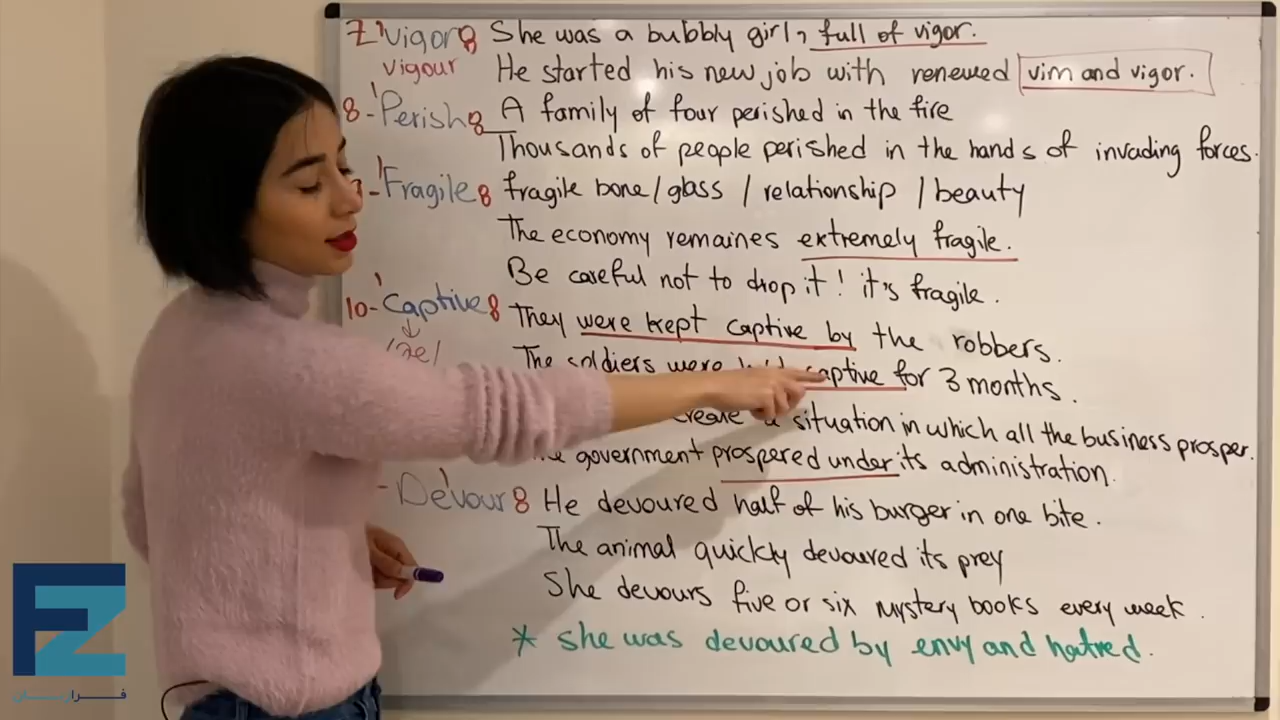 7 Vigor: She was a bubbly girl, full of vigor.
vigour He started his new job with renewed vim and vigor.
8- Perish: A family of four perished in the fire
Thousands of people perished in the hands of invading forces.
- Fragile: fragile bone/glass / relationship / beauty
The economy remaines extremely fragile.
Be careful not to drop it! it's fragile.
10- Captive: They were kept captive by the robbers.
/æ/ The soldiers were captive for 3 months.
create a situation in which all the business prosper.
government prospered under its administration.
- Devour: He devoured half of his burger in one bite.
The animal quickly devoured its prey
She devours five or six mystery books every week.
* she was devoured by envy and hatred.
FZ
فرازبان